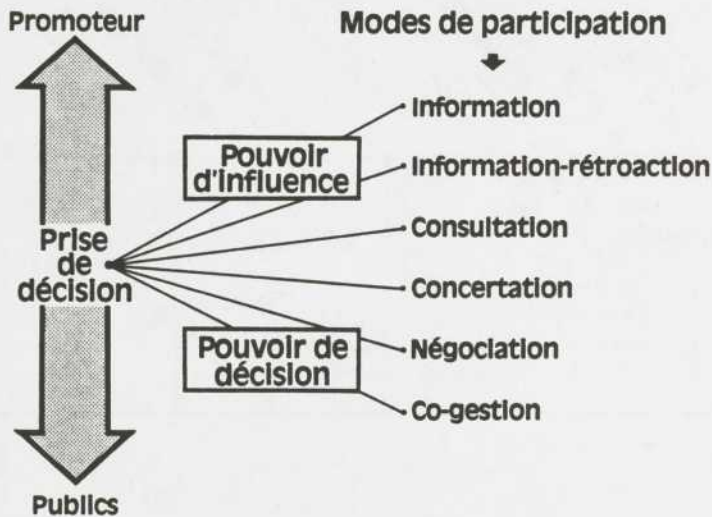 Promoteur
Modes de participation
Information
Pouvoir
d'influence
Information-rétroaction
Consultation
Prise
de
décision
Concertation
Pouvoir de
décision
Négociation
Co-gestion
Publics